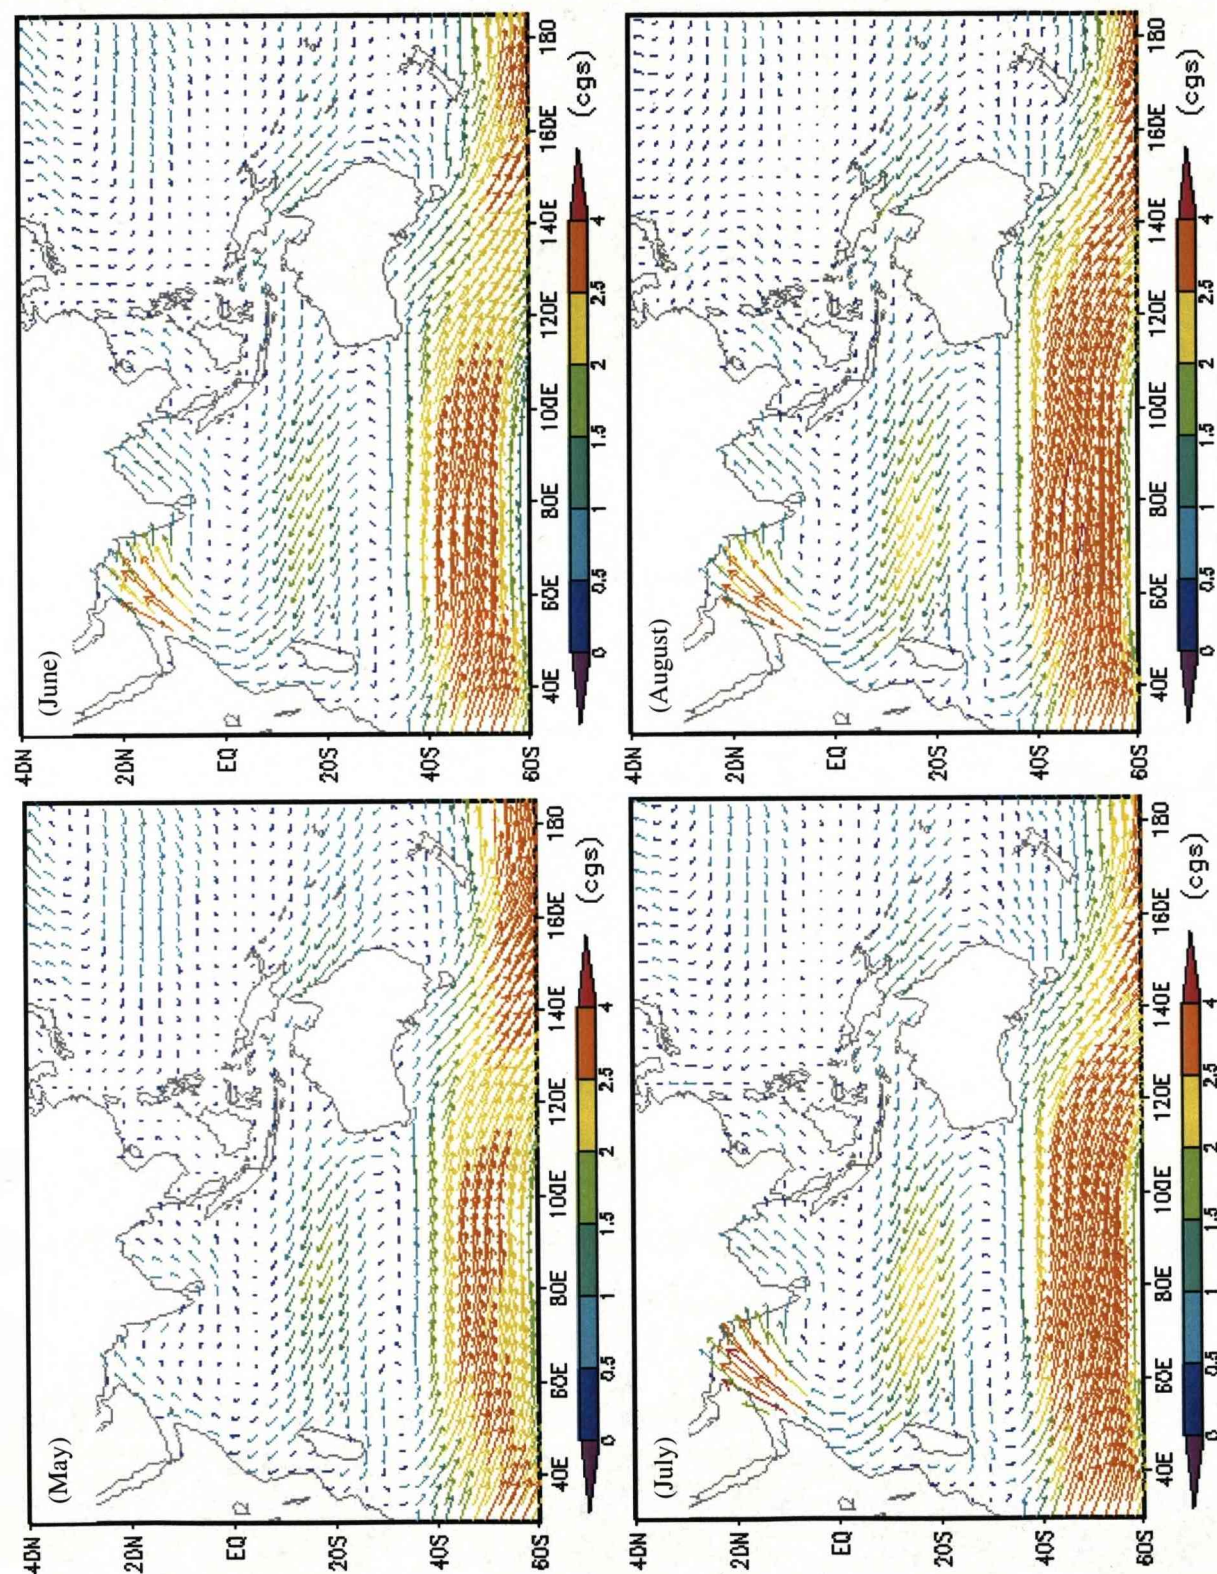 (May)
40N
20N
EQ
20S
40S
60S
40E
60E
80E
100E
120E
140E
160E
180
0
0.5
1
1.5
2
2.5
4
(cgs)
(June)
40N
20N
EQ
20S
40S
60S
40E
60E
80E
100E
120E
140E
160E
180
0
0.5
1
1.5
2
2.5
4
(cgs)
(July)
40N
20N
EQ
20S
40S
60S
40E
60E
80E
100E
120E
140E
160E
180
0
0.5
1
1.5
2
2.5
4
(cgs)
(August)
40N
20N
EQ
20S
40S
60S
40E
60E
80E
100E
120E
140E
160E
180
0
0.5
1
1.5
2
2.5
4
(cgs)